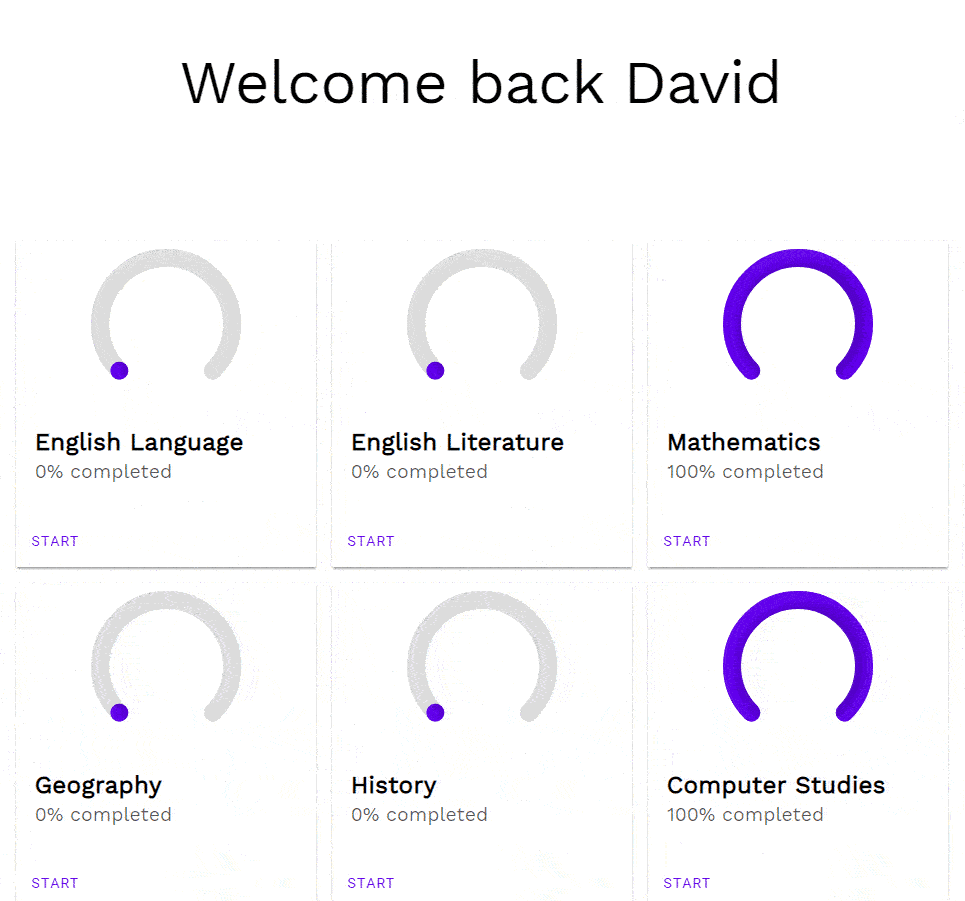 Welcome back David
English Language
0% completed
START
English Literature
0% completed
START
Mathematics
100% completed
START
Geography
0% completed
START
History
0% completed
START
Computer Studies
100% completed
START